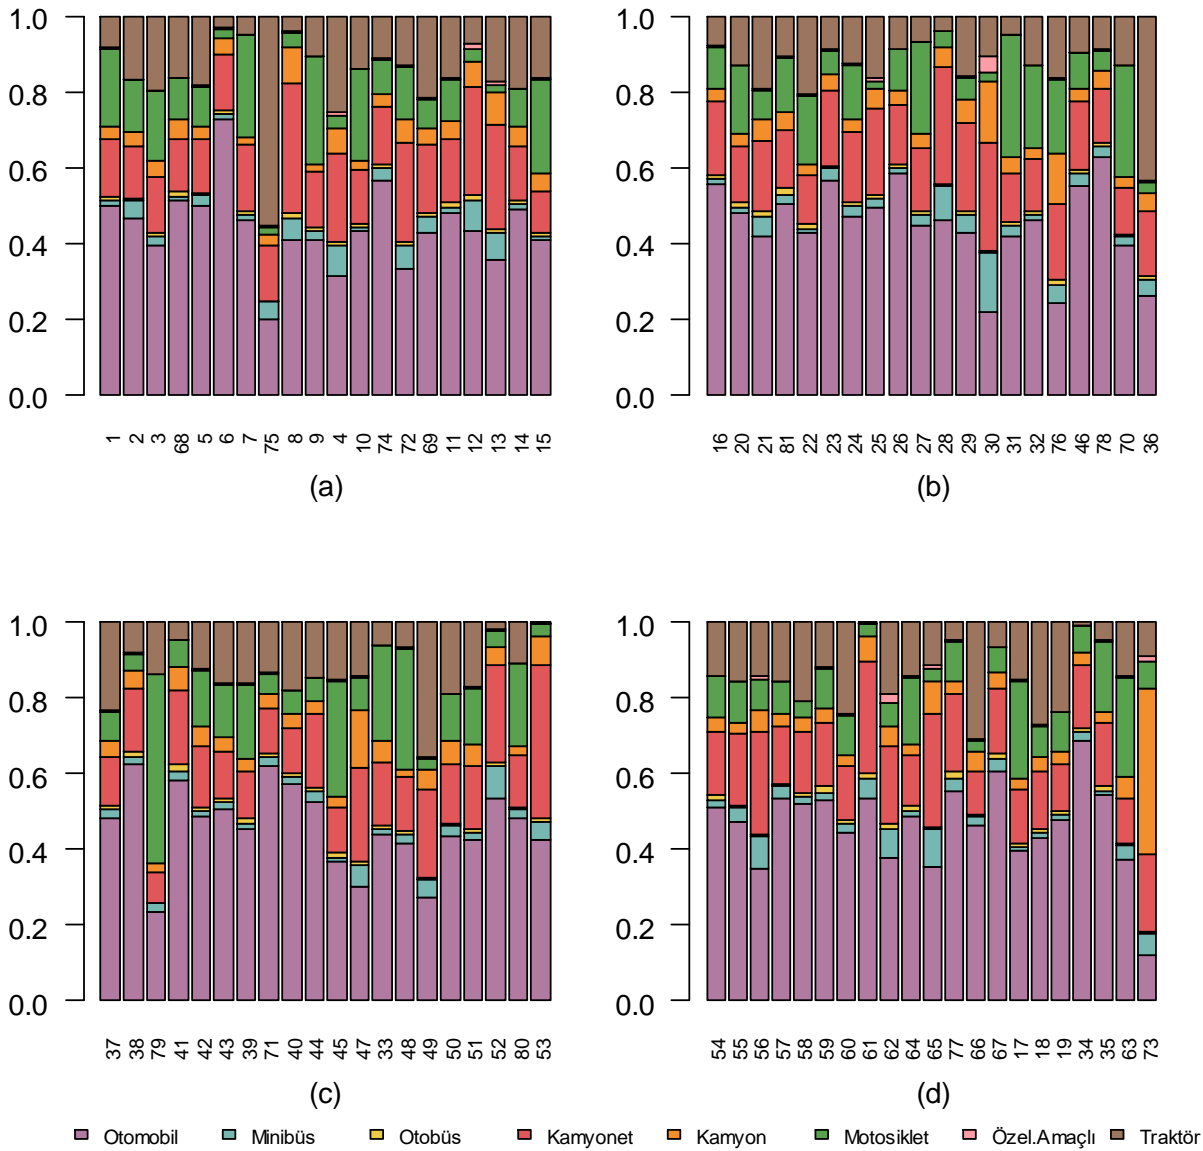 1.0
0.8
0.6
0.4
0.2
0.0
1 2 3 68 5 6 7 75 8 9 4 10 74 72 69 11 12 13 14 15
(a)
1.0
0.8
0.6
0.4
0.2
0.0
16 20 21 81 22 23 24 25 26 27 28 29 30 31 32 76 46 78 70 36
(b)
1.0
0.8
0.6
0.4
0.2
0.0
37 38 79 41 42 43 39 71 40 44 45 47 33 48 49 50 51 52 80 53
(c)
1.0
0.8
0.6
0.4
0.2
0.0
54 55 56 57 58 59 60 61 62 64 65 77 66 67 17 18 19 34 35 63 73
(d)
Otomobil Minibüs Otobüs Kamyonet Kamyon Motosiklet Özel.Amaçlı Traktör